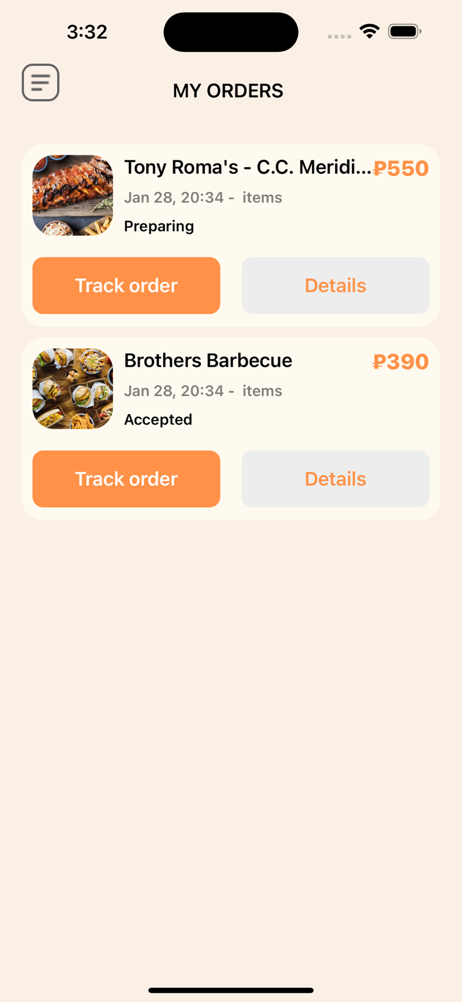 3:32
MY ORDERS
Tony Roma's - C.C. Meridi... ₽550
Jan 28, 20:34 -  items
Preparing
Track order Details
Brothers Barbecue ₽390
Jan 28, 20:34 -  items
Accepted
Track order Details